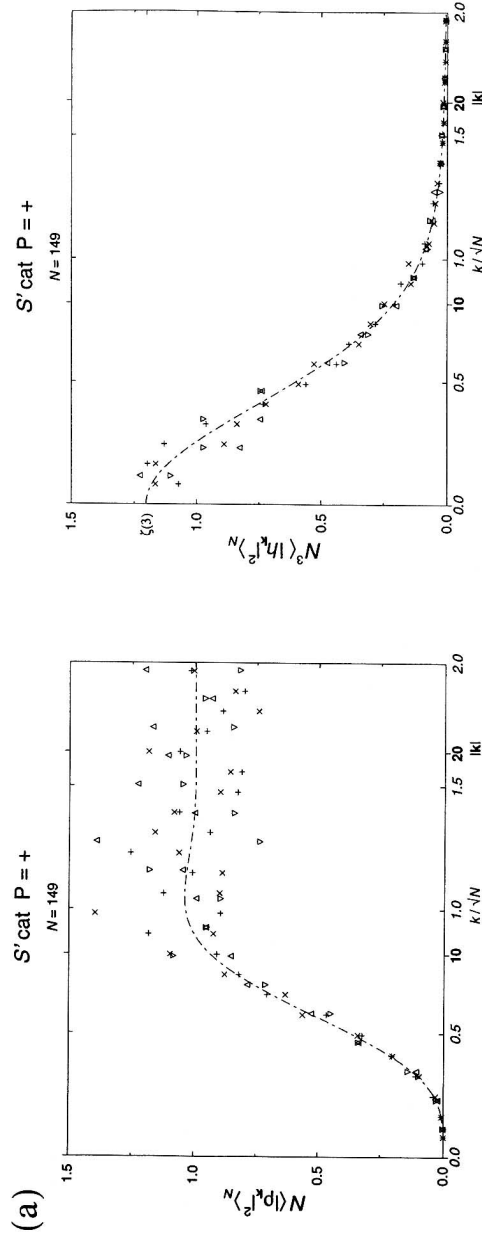 (a)
S′cat P = +
N = 149
1.5
1.0
0.5
0.0
N⟨|ρₖ|²⟩_N
0.0 0.5 1.0 1.5 2.0
k / √N
10 20
|k|
S′cat P = +
N = 149
1.5
ζ(3)
1.0
0.5
0.0
N³⟨|hₖ|²⟩_N
0.0 0.5 1.0 1.5 2.0
k / √N
10 20
|k|